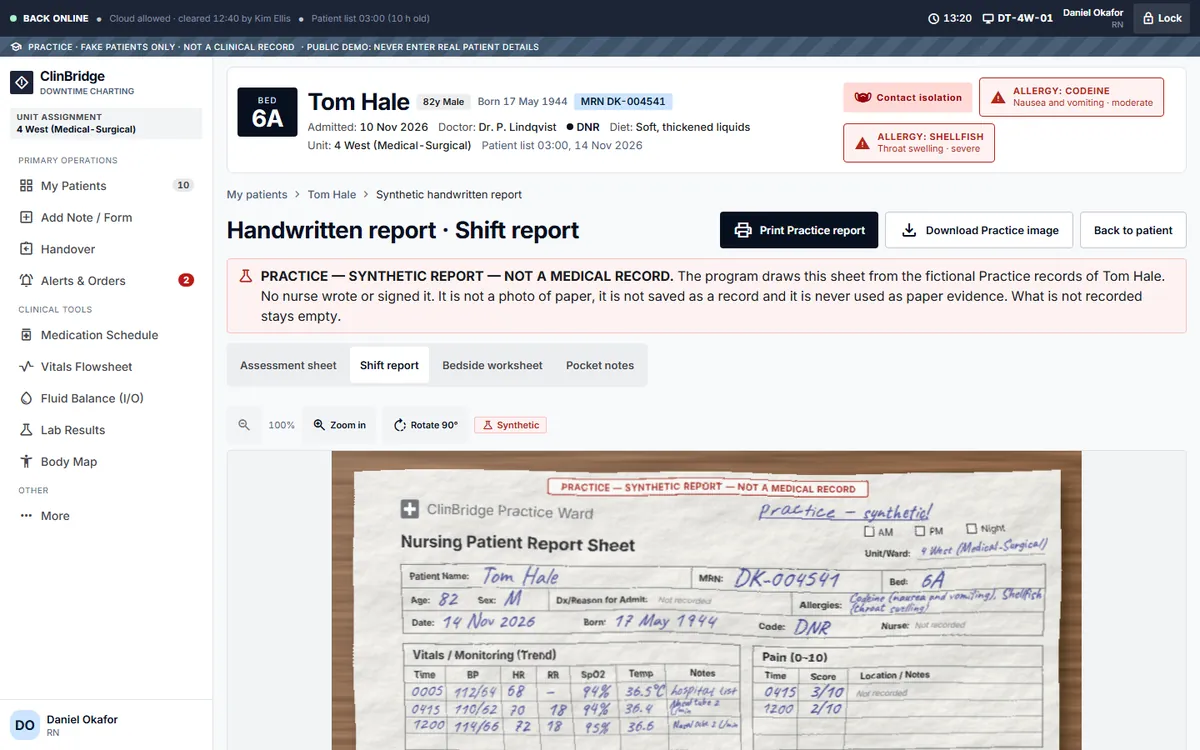 BACK ONLINE • Cloud allowed · cleared 12:40 by Kim Ellis • Patient list 03:00 (10 h old)
13:20 DT-4W-01 Daniel Okafor RN Lock
PRACTICE · FAKE PATIENTS ONLY · NOT A CLINICAL RECORD · PUBLIC DEMO: NEVER ENTER REAL PATIENT DETAILS
ClinBridge
DOWNTIME CHARTING
UNIT ASSIGNMENT
4 West (Medical-Surgical)
PRIMARY OPERATIONS
My Patients 10
Add Note / Form
Handover
Alerts & Orders 2
CLINICAL TOOLS
Medication Schedule
Vitals Flowsheet
Fluid Balance (I/O)
Lab Results
Body Map
OTHER
More
DO
Daniel Okafor
RN
BED
6A
Tom Hale 82y Male Born 17 May 1944 MRN DK-004541
Admitted: 10 Nov 2026 Doctor: Dr. P. Lindqvist DNR Diet: Soft, thickened liquids
Unit: 4 West (Medical-Surgical) Patient list 03:00, 14 Nov 2026
Contact isolation
ALLERGY: CODEINE
Nausea and vomiting · moderate
ALLERGY: SHELLFISH
Throat swelling · severe
My patients > Tom Hale > Synthetic handwritten report
Handwritten report · Shift report
Print Practice report
Download Practice image
Back to patient
PRACTICE — SYNTHETIC REPORT — NOT A MEDICAL RECORD. The program draws this sheet from the fictional Practice records of Tom Hale.
No nurse wrote or signed it. It is not a photo of paper, it is not saved as a record and it is never used as paper evidence. What is not recorded
stays empty.
Assessment sheet Shift report Bedside worksheet Pocket notes
100% Zoom in Rotate 90° Synthetic
PRACTICE — SYNTHETIC REPORT — NOT A MEDICAL RECORD
ClinBridge Practice Ward
Practice – synthetic!
AM PM Night
Nursing Patient Report Sheet
Unit/Ward: 4 West (Medical-Surgical)
Patient Name: Tom Hale MRN: DK-004541 Bed: 6A
Age: 82 Sex: M Dx/Reason for Admit: Not recorded Allergies: Codeine (nausea and vomiting), Shellfish
(throat swelling)
Date: 14 Nov 2026 Born: 17 May 1944 Code: DNR Nurse: Not recorded
Vitals / Monitoring (Trend)
Time BP HR RR SpO2 Temp Notes
0005 112/64 68 – 94% 36.5°C hospital list
0415 110/62 70 18 94% 36.4 Nasal tube 2
l/min
1200 114/66 72 18 95% 36.6 Nasal tube 2 l/min
Pain (0-10)
Time Score Location / Notes
0415 3/10 Not recorded
1200 2/10